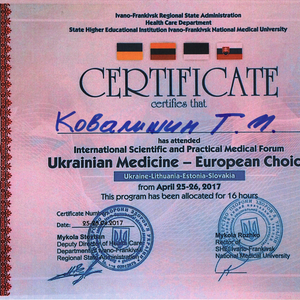 Ivano-Frankivsk Regional State Administration
Health Care Department
State Higher Educational Institution Ivano-Frankivsk National Medical University
CERTIFICATE
certifies that
Ковалишин Т. М.
has attended
International Scientific and Practical Medical Forum
Ukrainian Medicine – European Choic
Ukraine-Lithuania-Estonia-Slovakia
from April 25-26, 2017
This program has been allocated for 16 hours
Certificate Number
Date: 2017
Mykola
Deputy Director of Health Care
Department of Ivano-Frankivsk
Regional State Administration
Mykola Rozhko
Rector of
SHEI Ivano-Frankivsk
National Medical